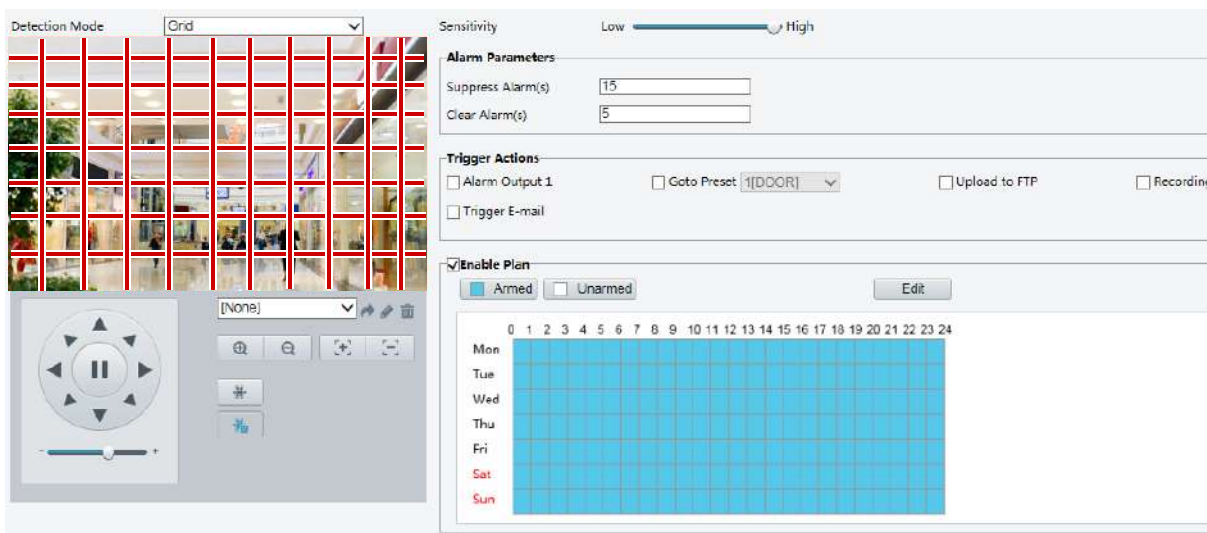 Detection Mode Grid
Sensitivity Low High
Alarm Parameters
Suppress Alarm(s) 15
Clear Alarm(s) 5
Trigger Actions
Alarm Output 1 Goto Preset 1[DOOR] Upload to FTP Recording
Trigger E-mail
Enable Plan
Armed Unarmed Edit
[None]
0 1 2 3 4 5 6 7 8 9 10 11 12 13 14 15 16 17 18 19 20 21 22 23 24
Mon
Tue
Wed
Thu
Fri
Sat
Sun